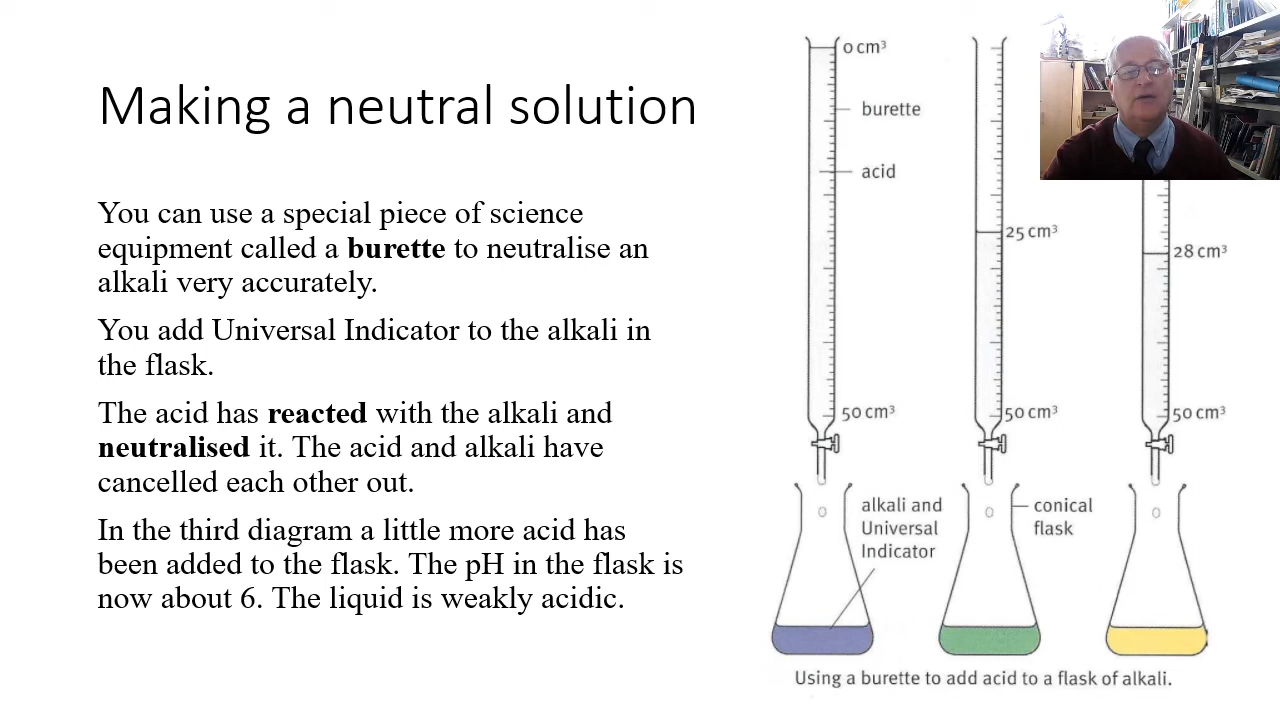 Making a neutral solution
You can use a special piece of science
equipment called a burette to neutralise an
alkali very accurately.
You add Universal Indicator to the alkali in
the flask.
The acid has reacted with the alkali and
neutralised it. The acid and alkali have
cancelled each other out.
In the third diagram a little more acid has
been added to the flask. The pH in the flask is
now about 6. The liquid is weakly acidic.
0 cm³
burette
acid
50 cm³
25 cm³
50 cm³
28 cm³
50 cm³
alkali and
Universal
Indicator
conical
flask
Using a burette to add acid to a flask of alkali.